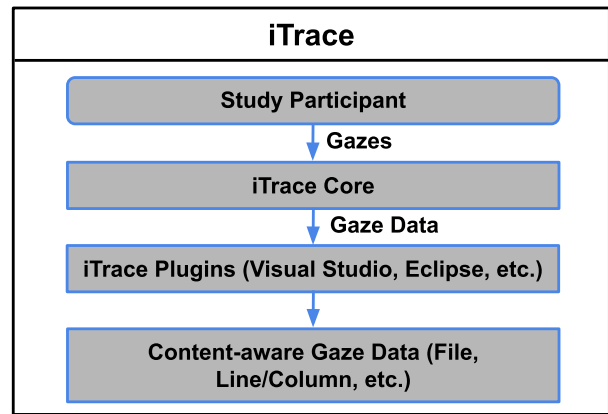 iTrace
Study Participant
Gazes
iTrace Core
Gaze Data
iTrace Plugins (Visual Studio, Eclipse, etc.)
Content-aware Gaze Data (File,
Line/Column, etc.)